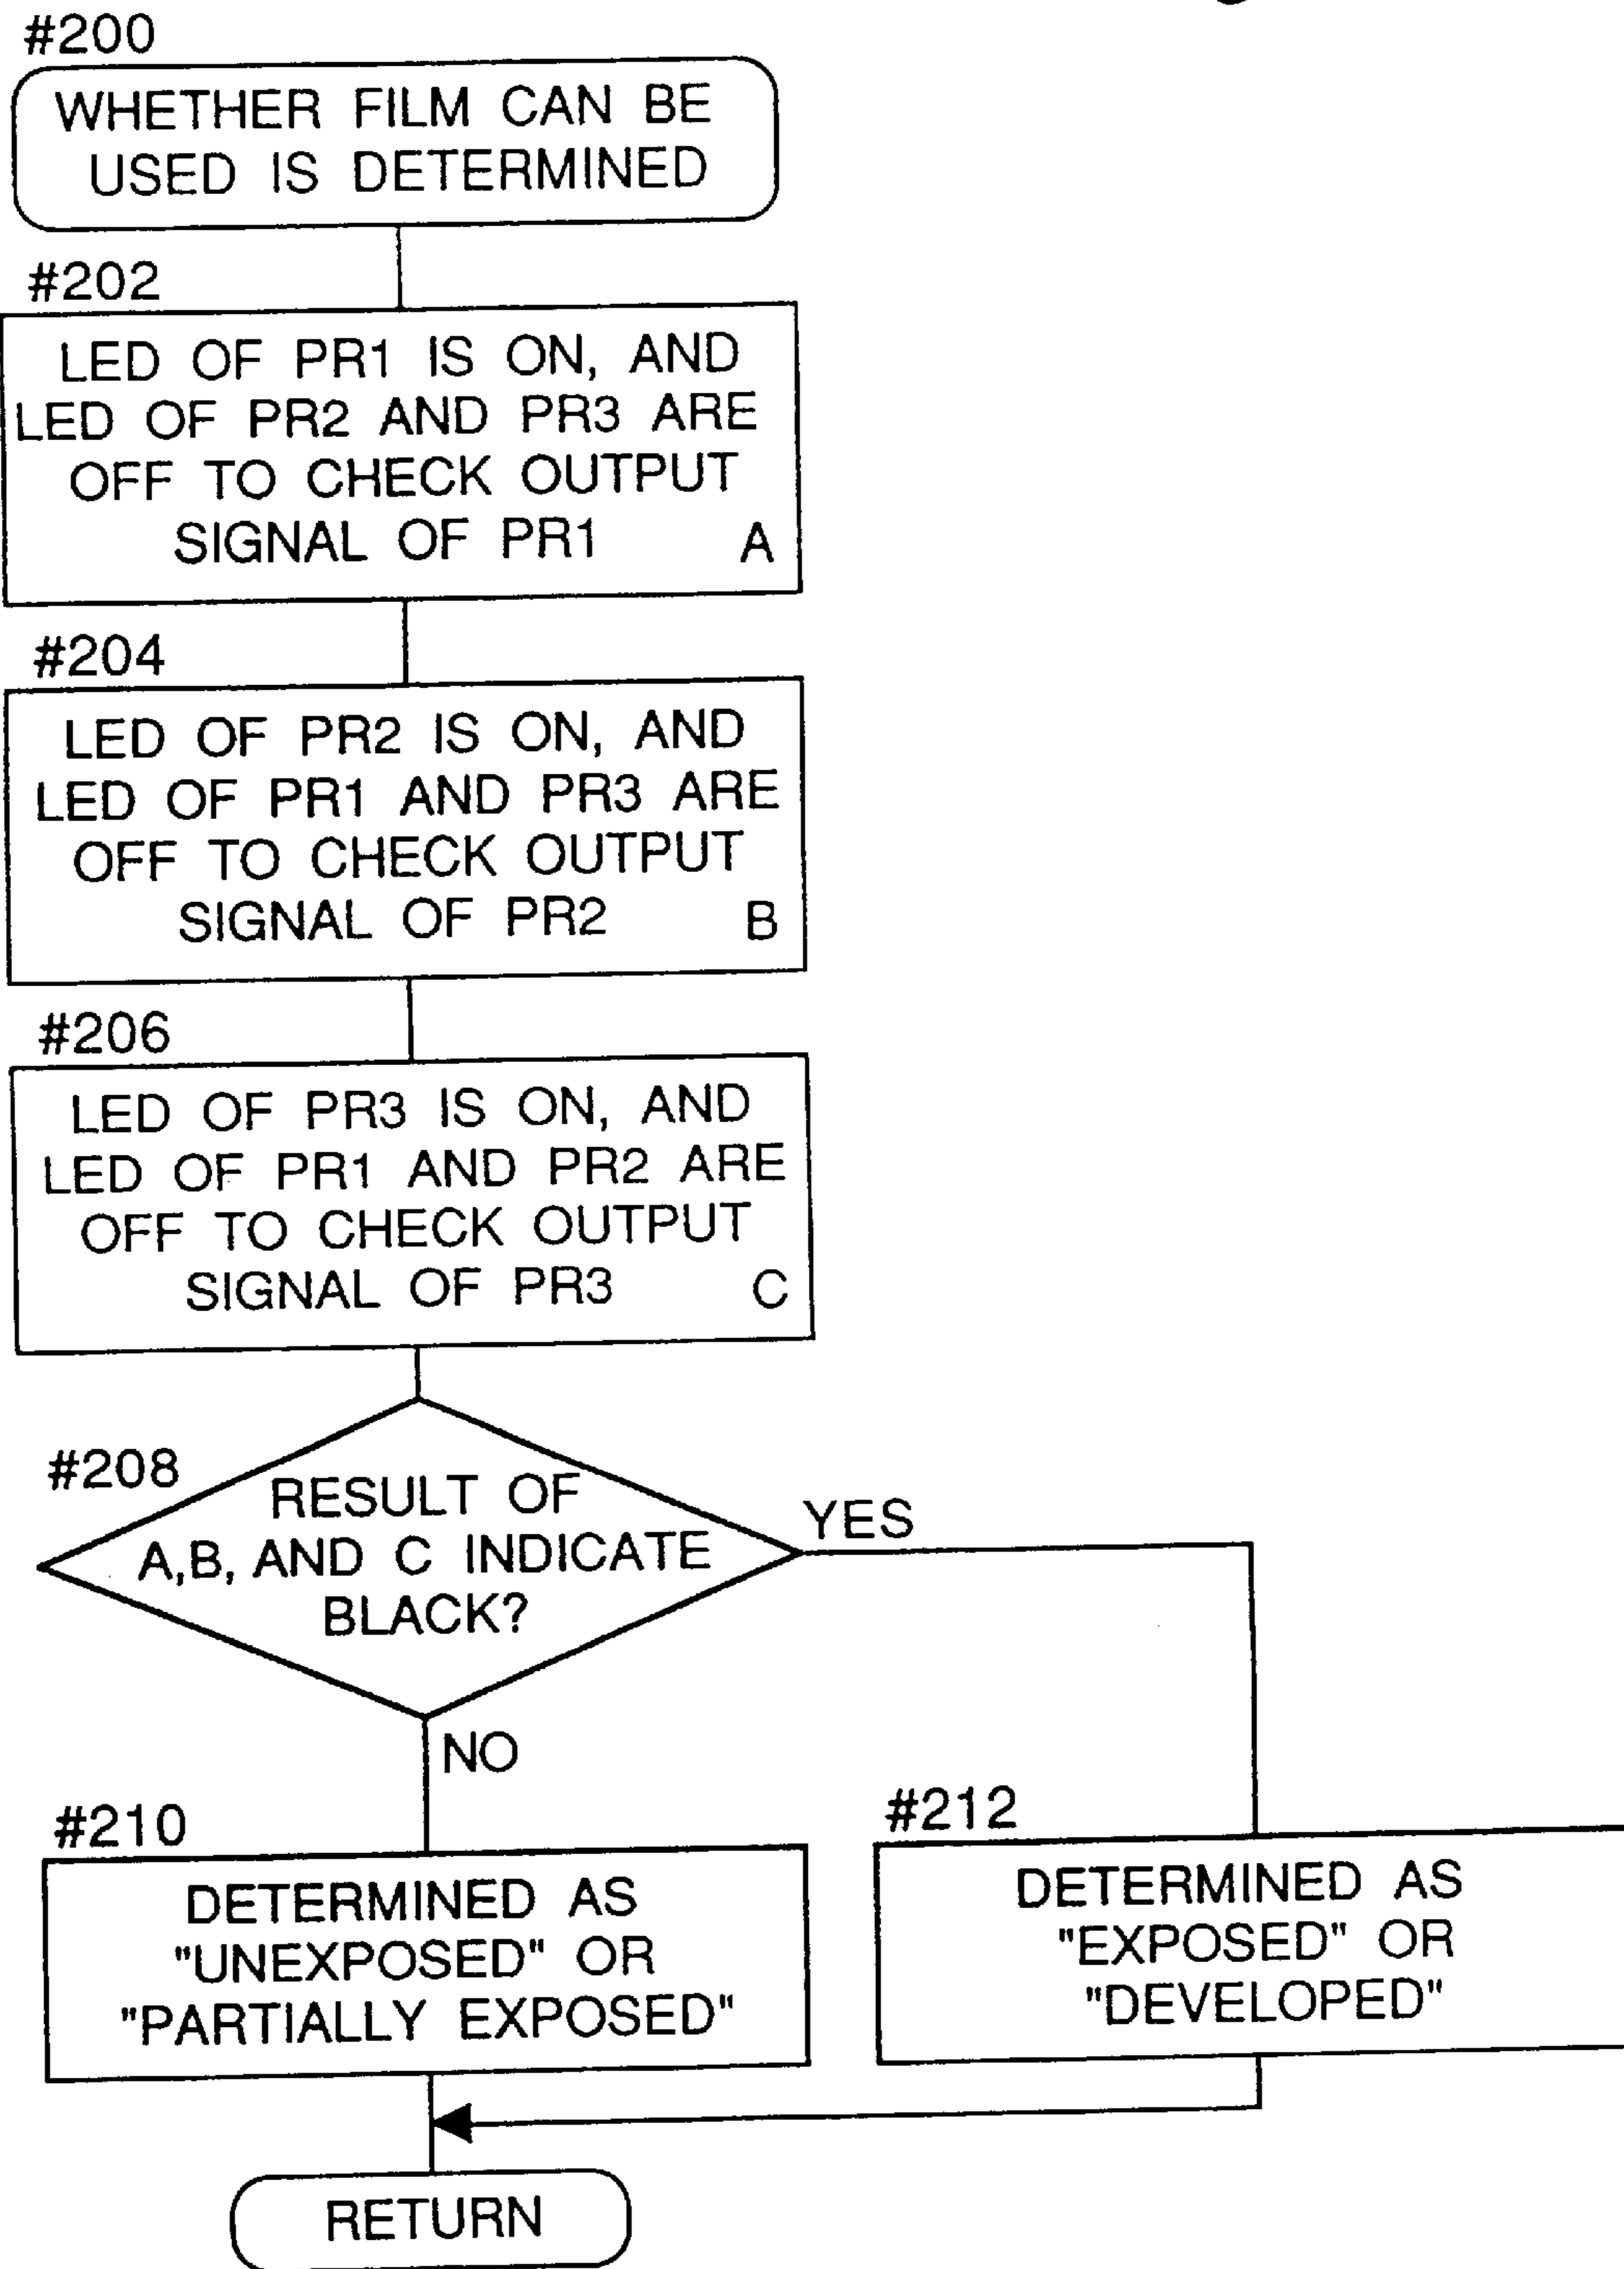 #200
WHETHER FILM CAN BE
USED IS DETERMINED
#202
LED OF PR1 IS ON, AND
LED OF PR2 AND PR3 ARE
OFF TO CHECK OUTPUT
SIGNAL OF PR1 A
#204
LED OF PR2 IS ON, AND
LED OF PR1 AND PR3 ARE
OFF TO CHECK OUTPUT
SIGNAL OF PR2 B
#206
LED OF PR3 IS ON, AND
LED OF PR1 AND PR2 ARE
OFF TO CHECK OUTPUT
SIGNAL OF PR3 C
#208
RESULT OF
A,B, AND C INDICATE
BLACK?
YES
NO
#210
DETERMINED AS
"UNEXPOSED" OR
"PARTIALLY EXPOSED"
#212
DETERMINED AS
"EXPOSED" OR
"DEVELOPED"
RETURN